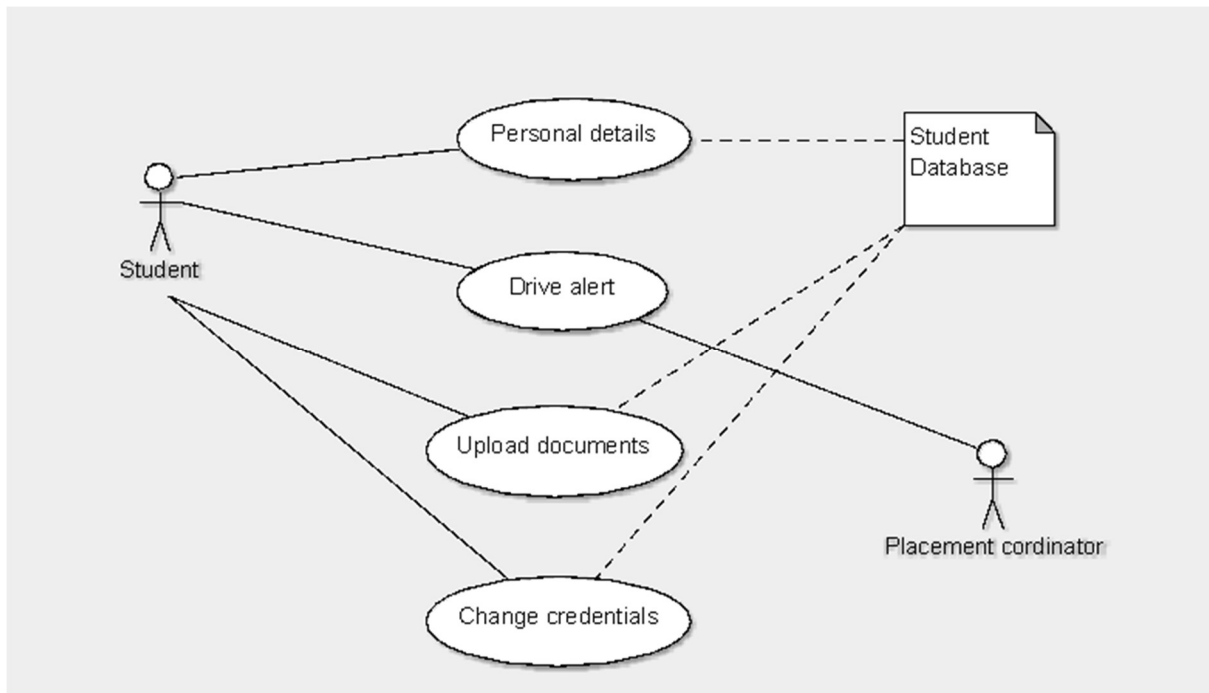 Personal details
Student
Database
Student
Drive alert
Upload documents
Placement cordinator
Change credentials